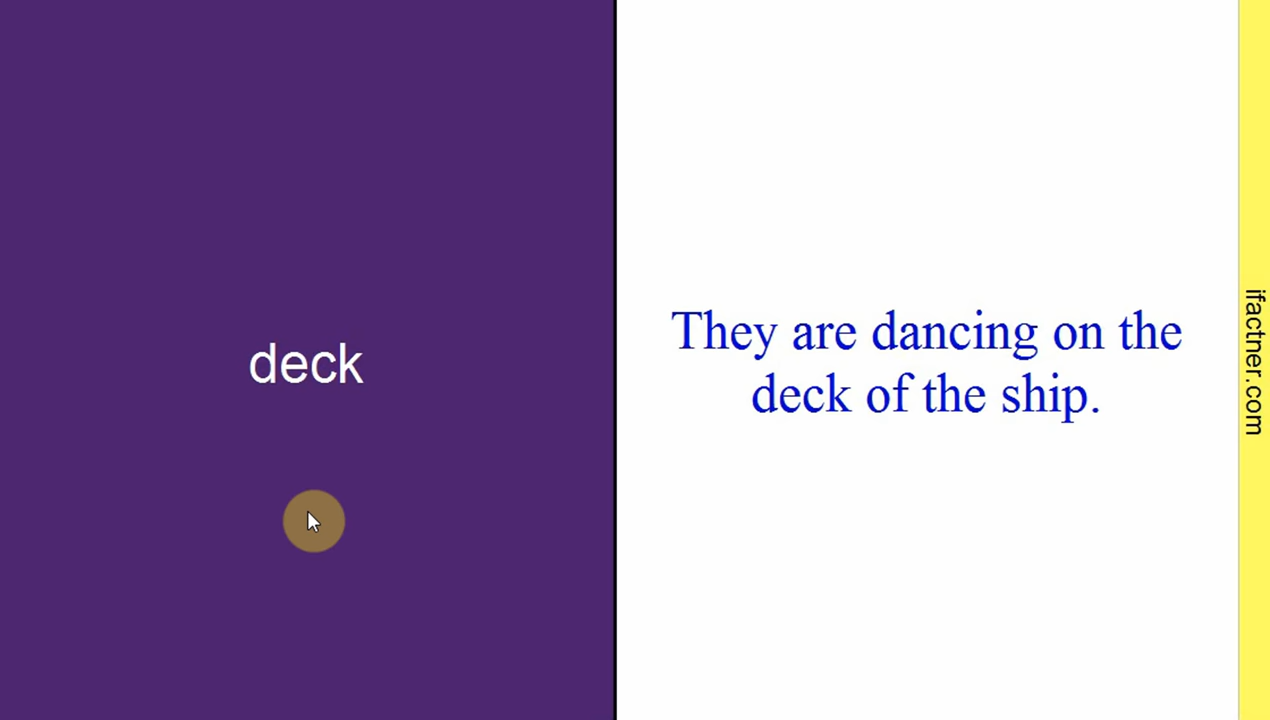 deck
They are dancing on the
deck of the ship.
ifactner.com